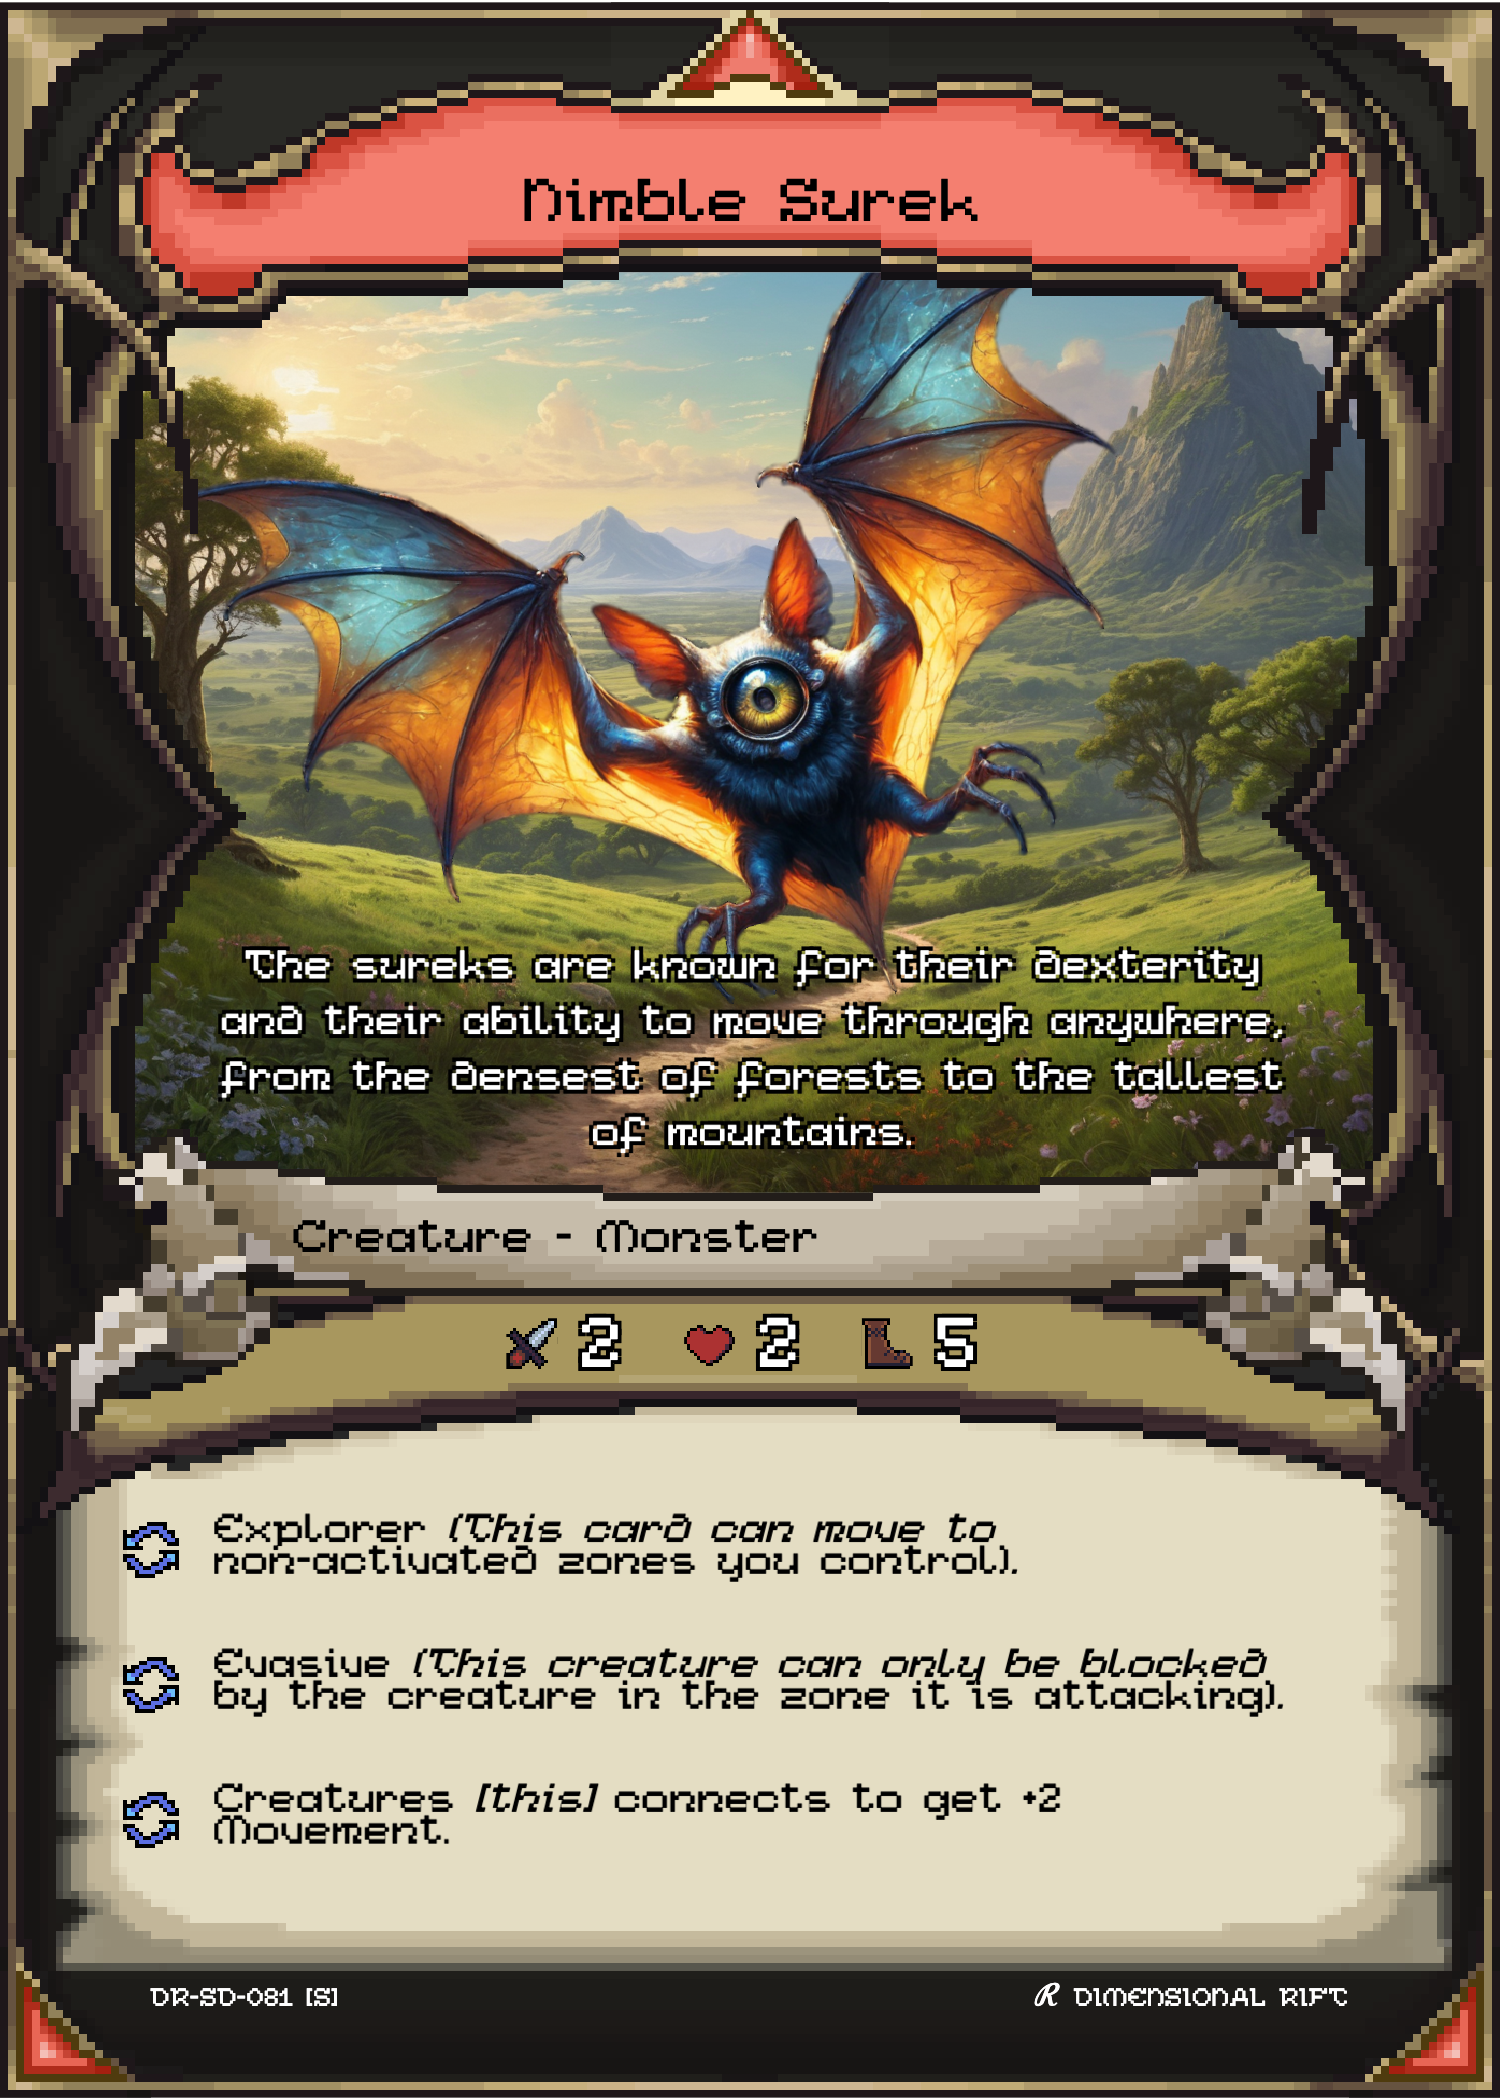 Nimble Surek
The sureks are known for their dexterity
and their ability to move through anywhere,
from the densest of forests to the tallest
of mountains.
Creature - Monster
2 2 5
Explorer (This card can move to
non-activated zones you control).
Evasive (This creature can only be blocked
by the creature in the zone it is attacking).
Creatures [this] connects to get +2
Movement.
DR-SD-081 [S]
R DIMENSIONAL RIFT